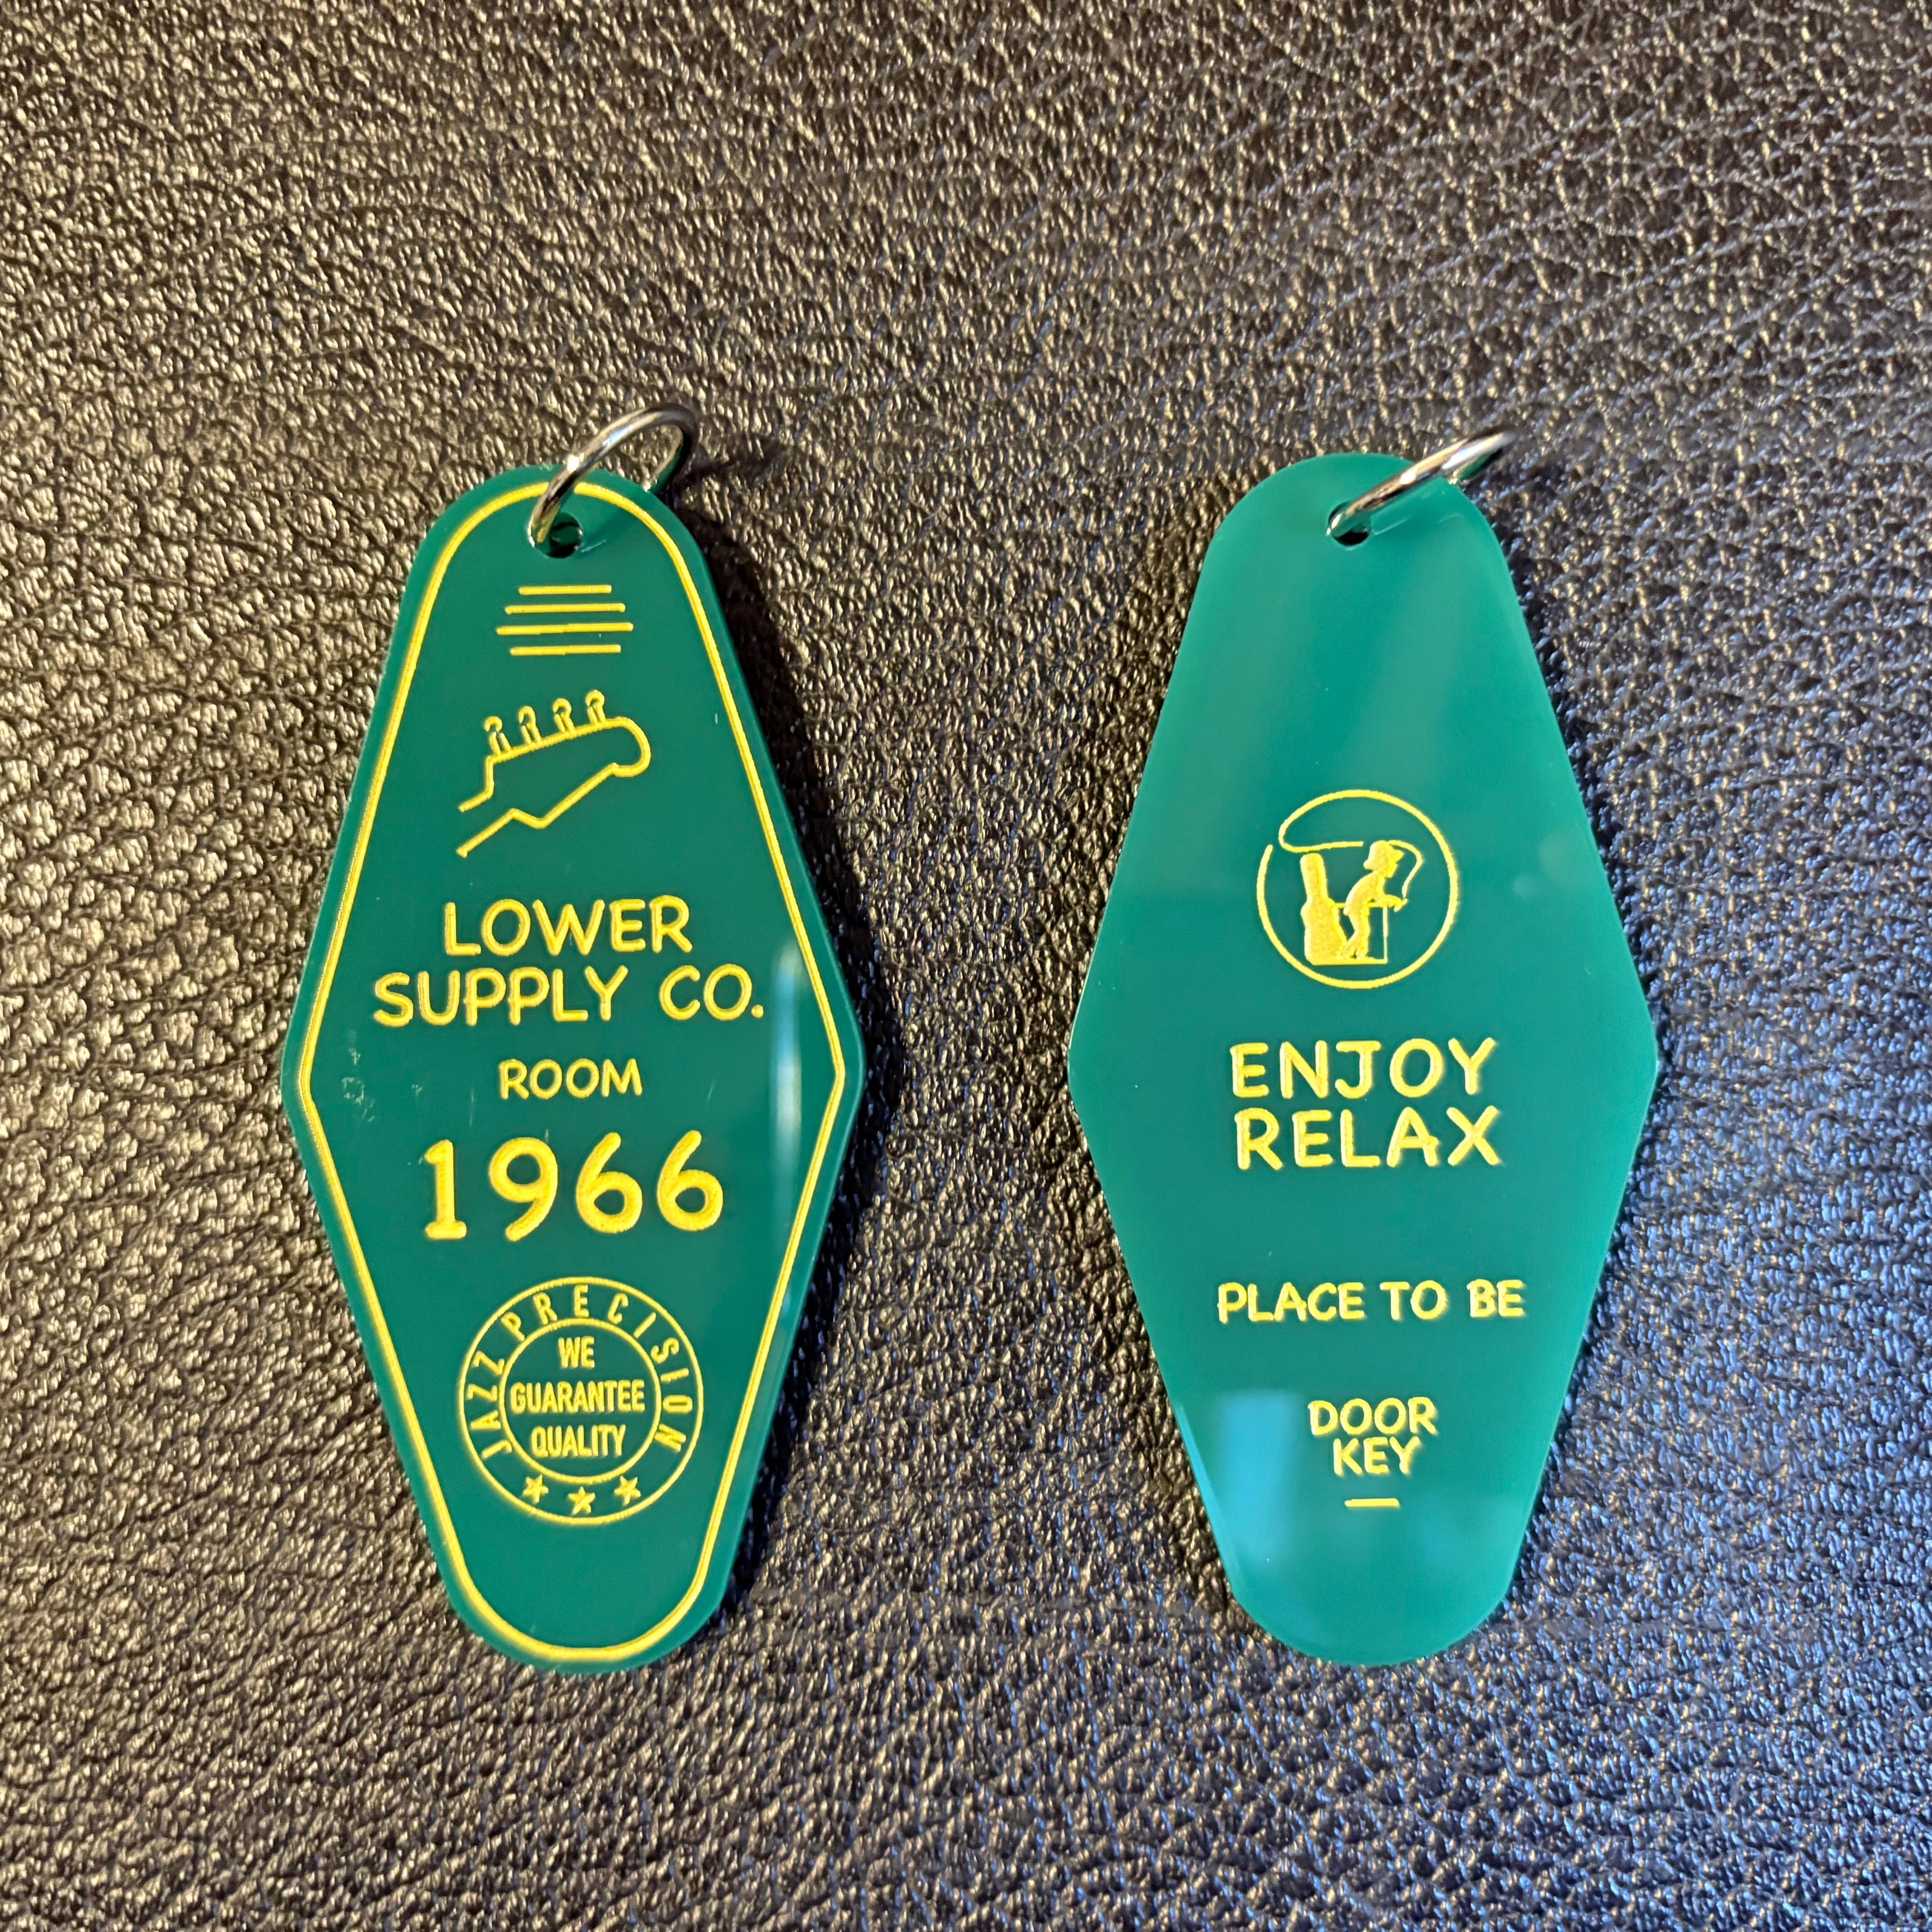 LOWER
SUPPLY CO.
ROOM
1966
JAZZ PRECISION
WE
GUARANTEE
QUALITY
ENJOY
RELAX
PLACE TO BE
DOOR
KEY